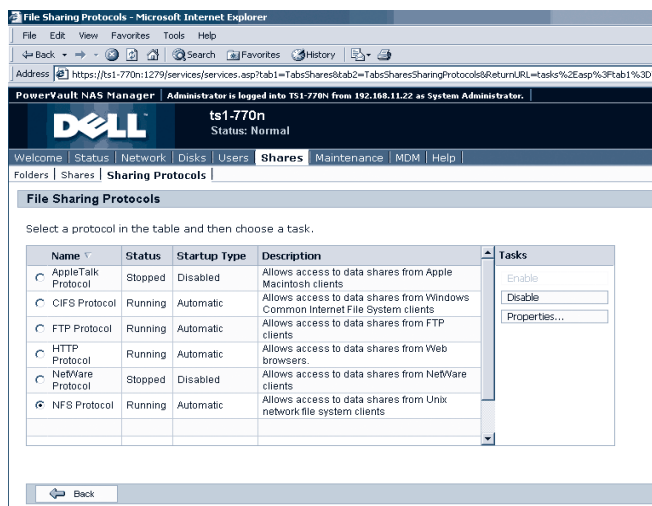 File Sharing Protocols - Microsoft Internet Explorer
File Edit View Favorites Tools Help
Back Search Favorites History
Address https://ts1-770n:1279/services/services.asp?tab1=TabsShares&tab2=TabsSharesSharingProtocols&ReturnURL=tasks%2Easp%3Ftab1%3D
PowerVault NAS Manager Administrator is logged into TS1-770N from 192.168.11.22 as System Administrator.
DELL
ts1-770n
Status: Normal
Welcome Status Network Disks Users Shares Maintenance MDM Help
Folders Shares Sharing Protocols
File Sharing Protocols
Select a protocol in the table and then choose a task.
Name Status Startup Type Description Tasks
AppleTalk Protocol Stopped Disabled Allows access to data shares from Apple Macintosh clients
CIFS Protocol Running Automatic Allows access to data shares from Windows Common Internet File System clients
FTP Protocol Running Automatic Allows access to data shares from FTP clients
HTTP Protocol Running Automatic Allows access to data shares from Web browsers.
NetWare Protocol Stopped Disabled Allows access to data shares from NetWare clients
NFS Protocol Running Automatic Allows access to data shares from Unix network file system clients
Enable
Disable
Properties...
Back